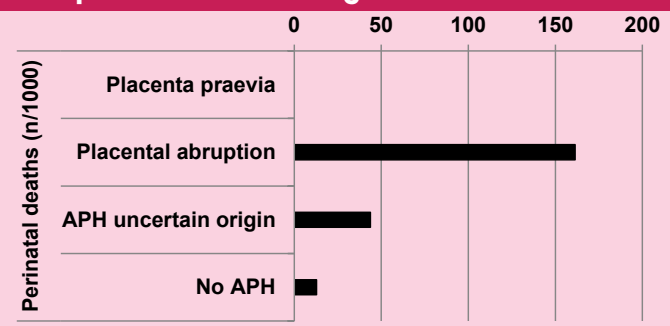 0 50 100 150 200
Perinatal deaths (n/1000)
Placenta praevia
Placental abruption
APH uncertain origin
No APH